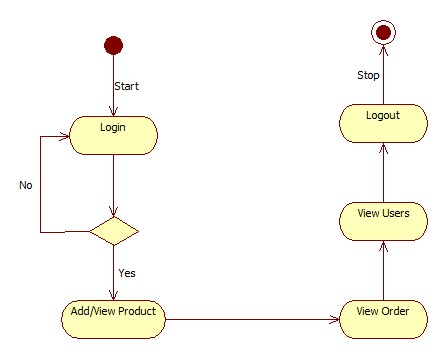 Start
Login
No
Yes
Add/View Product
View Order
View Users
Logout
Stop